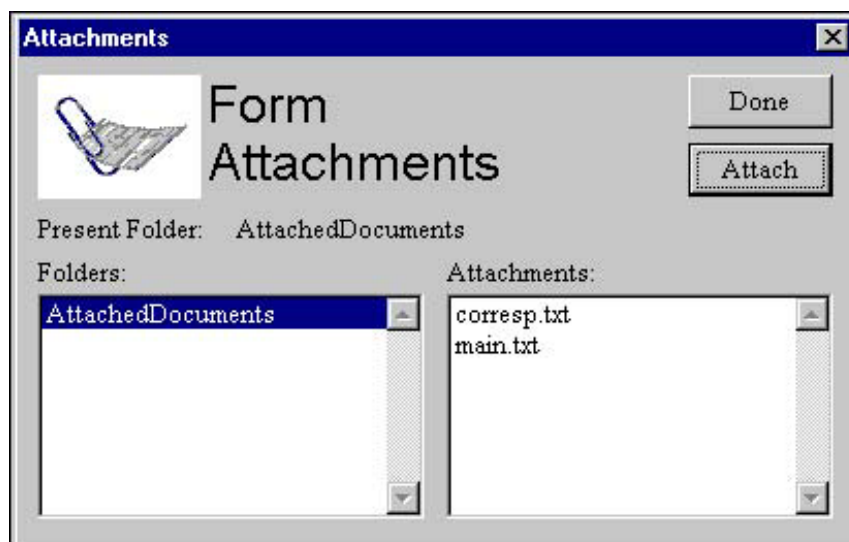 Attachments
Form
Attachments
Done
Attach
Present Folder: AttachedDocuments
Folders:
Attachments:
AttachedDocuments
corresp.txt
main.txt